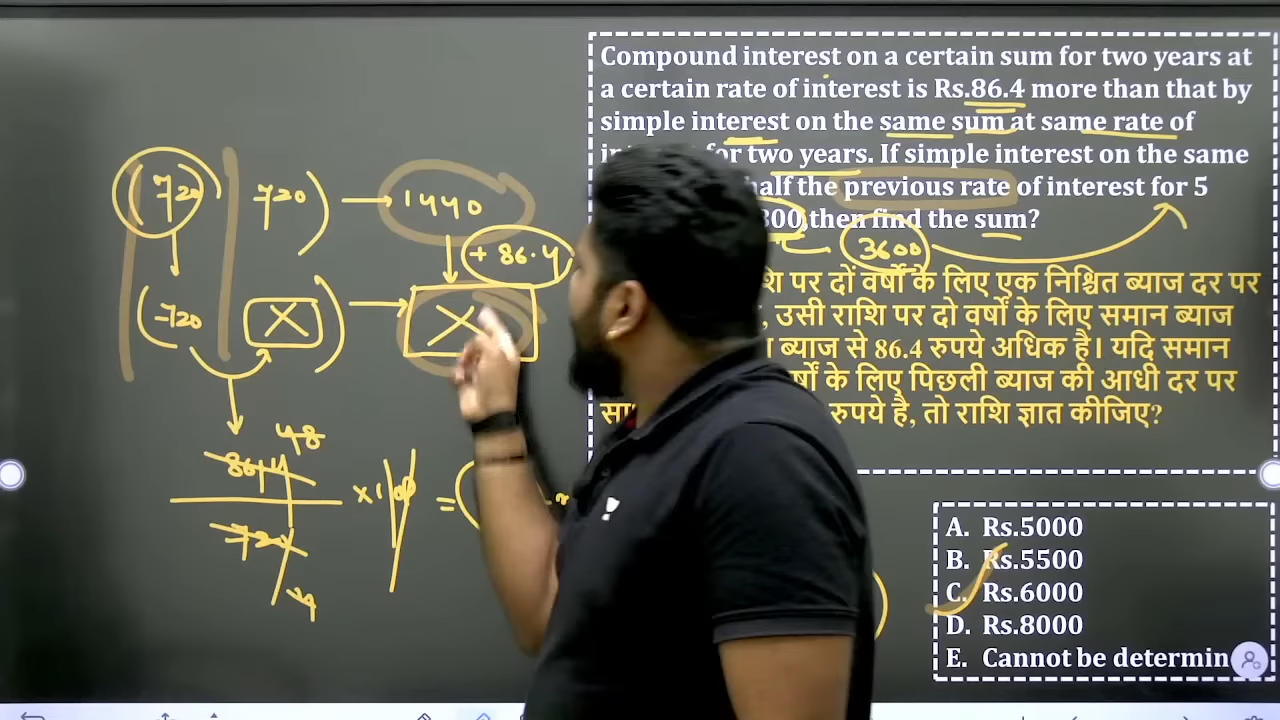 Compound interest on a certain sum for two years at
a certain rate of interest is Rs.86.4 more than that by
simple interest on the same sum at same rate of
for two years. If simple interest on the same
half the previous rate of interest for 5
then find the sum?
3600
पर दों वर्षो के लिए एक निश्चित ब्याज दर पर
, उसी राशि पर दो वर्षों के लिए समान ब्याज
ब्याज से 86.4 रुपये अधिक है। यदि समान
के लिए पिछली ब्याज की आधी दर पर
रुपये है, तो राशि ज्ञात कीजिए?
A. Rs.5000
B. Rs.5500
C. Rs.6000
D. Rs.8000
E. Cannot be determin
(720 720) → 1440
+ 86.4
(720 X) → X
48
86.4
720
×100 =